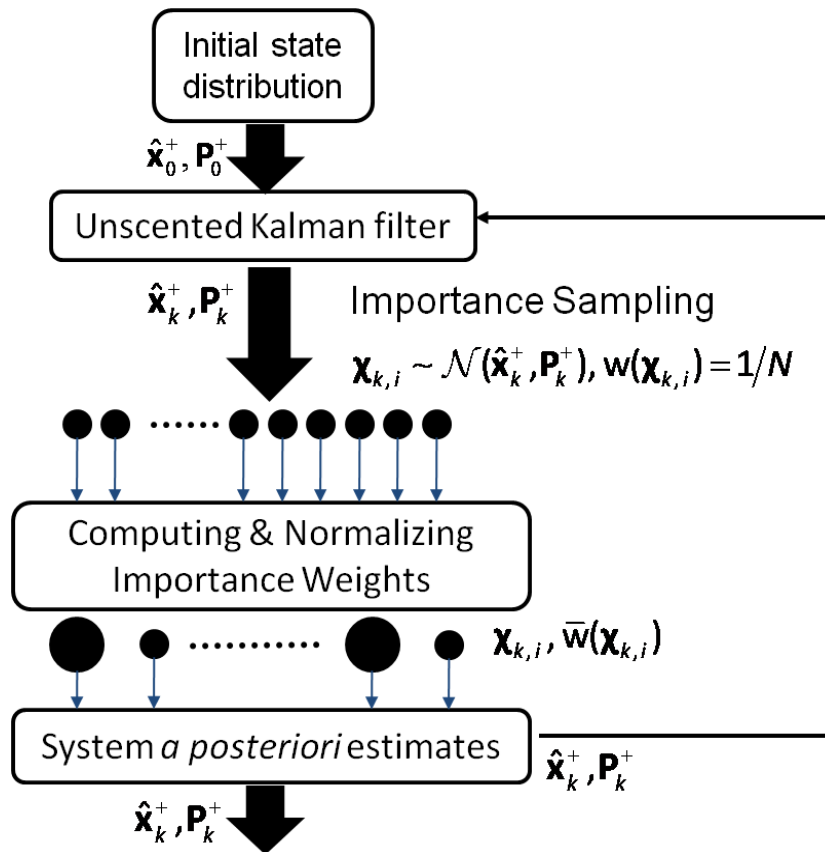 Initial state
distribution
x̂₀⁺, P₀⁺
Unscented Kalman filter
x̂ₖ⁺, Pₖ⁺
Importance Sampling
χₖ,ᵢ ~ 𝒩(x̂ₖ⁺, Pₖ⁺), w(χₖ,ᵢ) = 1/N
Computing & Normalizing
Importance Weights
χₖ,ᵢ, w̄(χₖ,ᵢ)
System a posteriori estimates
x̂ₖ⁺, Pₖ⁺
x̂ₖ⁺, Pₖ⁺